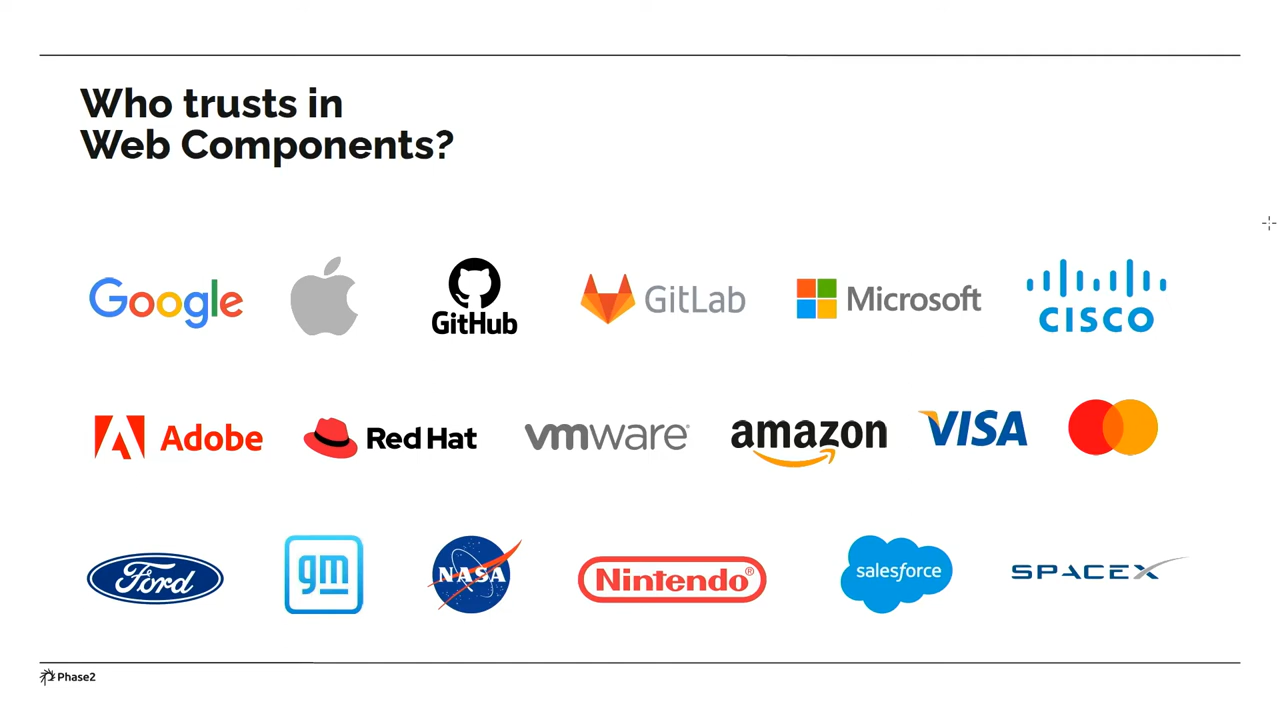 Who trusts in
Web Components?
Google
GitHub
GitLab
Microsoft
CISCO
Adobe
Red Hat
vmware®
amazon
VISA
Ford
gm
NASA
Nintendo®
salesforce
SPACEX
Phase2